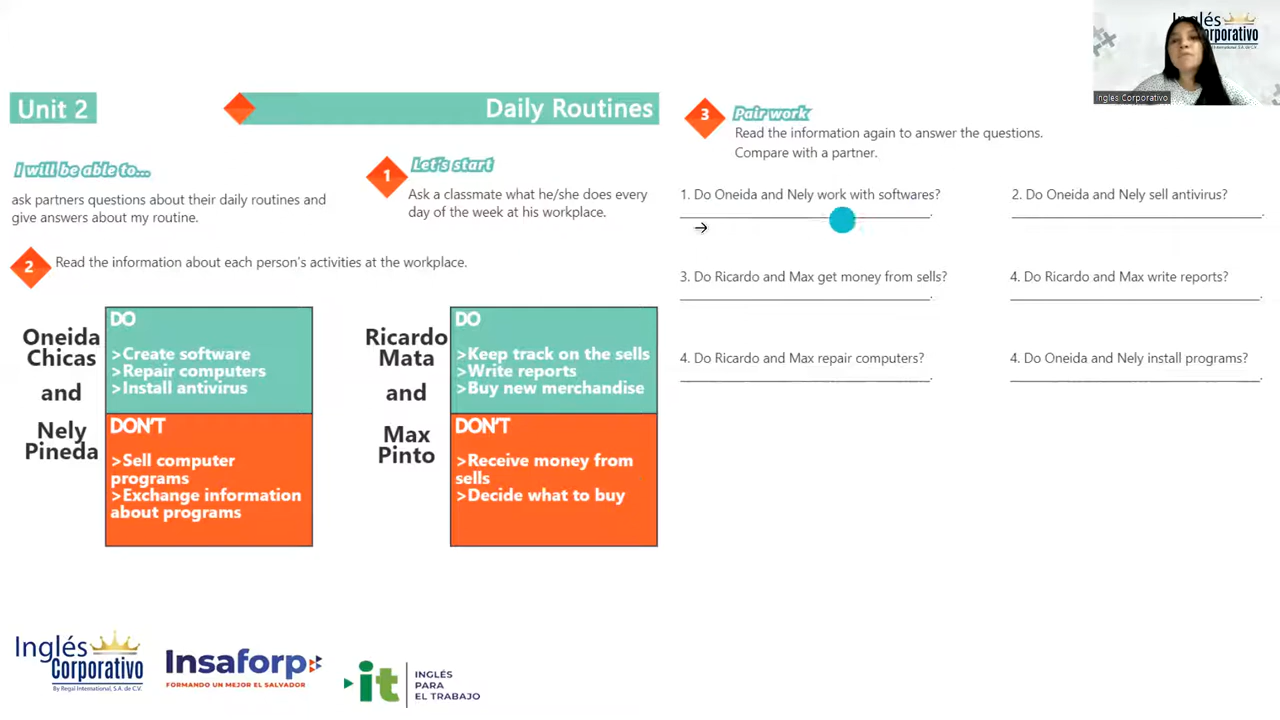 Unit 2
Daily Routines
I will be able to...
ask partners questions about their daily routines and
give answers about my routine.
1
Let's start
Ask a classmate what he/she does every
day of the week at his workplace.
2
Read the information about each person's activities at the workplace.
Oneida
Chicas
and
Nely
Pineda
DO
>Create software
>Repair computers
>Install antivirus
DON'T
>Sell computer
programs
>Exchange information
about programs
Ricardo
Mata
and
Max
Pinto
DO
>Keep track on the sells
>Write reports
>Buy new merchandise
DON'T
>Receive money from
sells
>Decide what to buy
3
Pair work
Read the information again to answer the questions.
Compare with a partner.
1. Do Oneida and Nely work with softwares?
2. Do Oneida and Nely sell antivirus?
3. Do Ricardo and Max get money from sells?
4. Do Ricardo and Max write reports?
4. Do Ricardo and Max repair computers?
4. Do Oneida and Nely install programs?
Inglés
Corporativo
By Regal International, S.A. de C.V.
Insaforp
FORMANDO UN MEJOR EL SALVADOR
it
INGLÉS
PARA
EL TRABAJO
Inglés
Corporativo
Ingles Corporativo